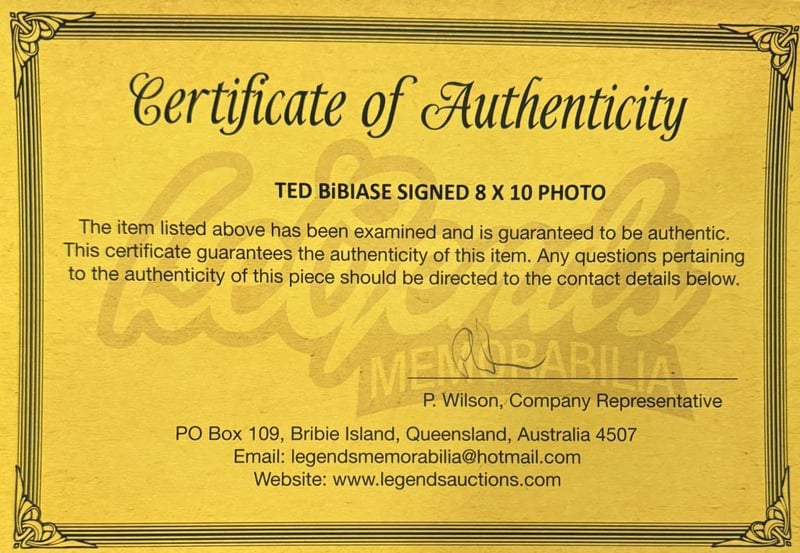 Certificate of Authenticity
TED BiBIASE SIGNED 8 X 10 PHOTO
The item listed above has been examined and is guaranteed to be authentic.
This certificate guarantees the authenticity of this item. Any questions pertaining
to the authenticity of this piece should be directed to the contact details below.
Legends
MEMORABILIA
P. Wilson, Company Representative
PO Box 109, Bribie Island, Queensland, Australia 4507
Email: legendsmemorabilia@hotmail.com
Website: www.legendsauctions.com